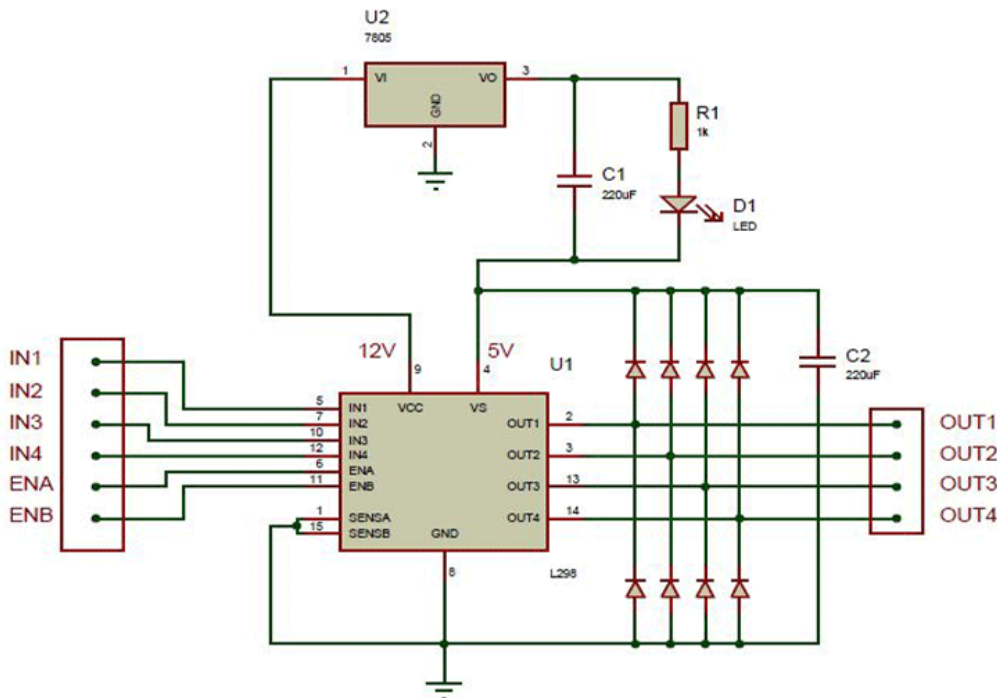 U2
7805
1 VI VO 3
GND
2
R1
1k
C1
220uF
D1
LED
12V 5V
9 4 U1
C2
220uF
IN1
IN2
IN3
IN4
ENA
ENB
5 IN1 VCC VS
7 IN2
10 IN3
12 IN4
6 ENA
11 ENB
1 SENSA
15 SENSB
GND
8
OUT1 2
OUT2 3
OUT3 13
OUT4 14
L298
OUT1
OUT2
OUT3
OUT4